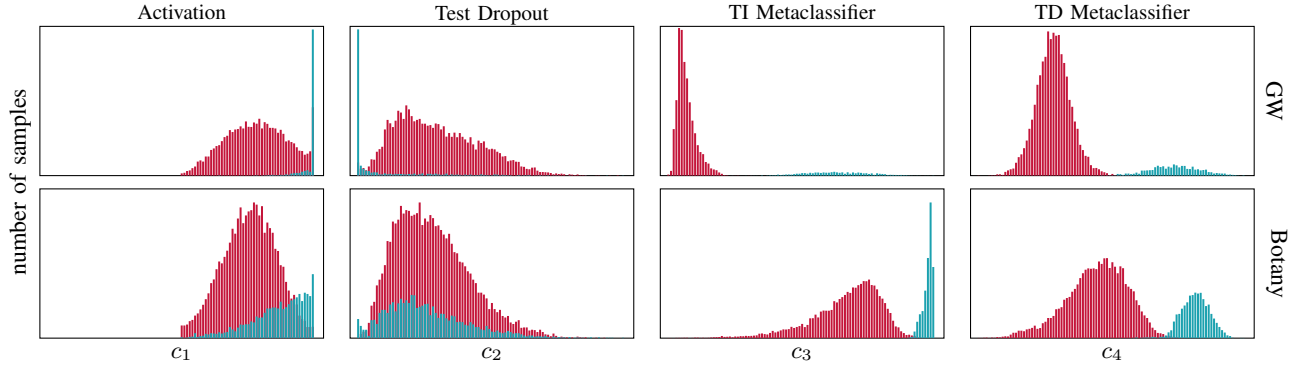 Activation
Test Dropout
TI Metaclassifier
TD Metaclassifier
number of samples
GW
Botany
c₁
c₂
c₃
c₄